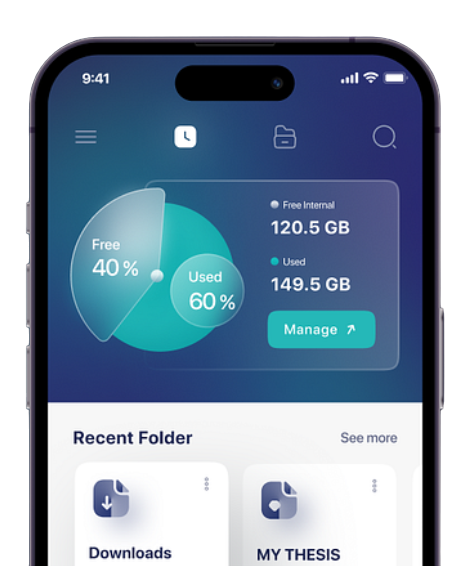 9:41
Free Internal
120.5 GB
Free
40 %
Used
149.5 GB
Used
60 %
Manage
Recent Folder
See more
Downloads
MY THESIS